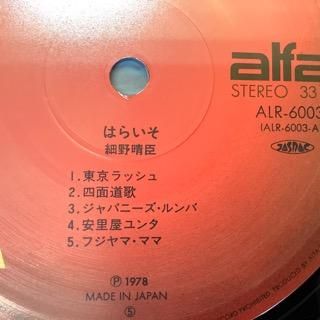 alfa
STEREO 33
ALR-6003
(ALR-6003-A
JASRAC
はらいそ
細野晴臣
1.東京ラッシュ
2.四面道歌
3.ジャパニーズ・ルンバ
4.安里屋ユンタ
5.フジヤマ・ママ
Ⓟ 1978
MADE IN JAPAN
⑤